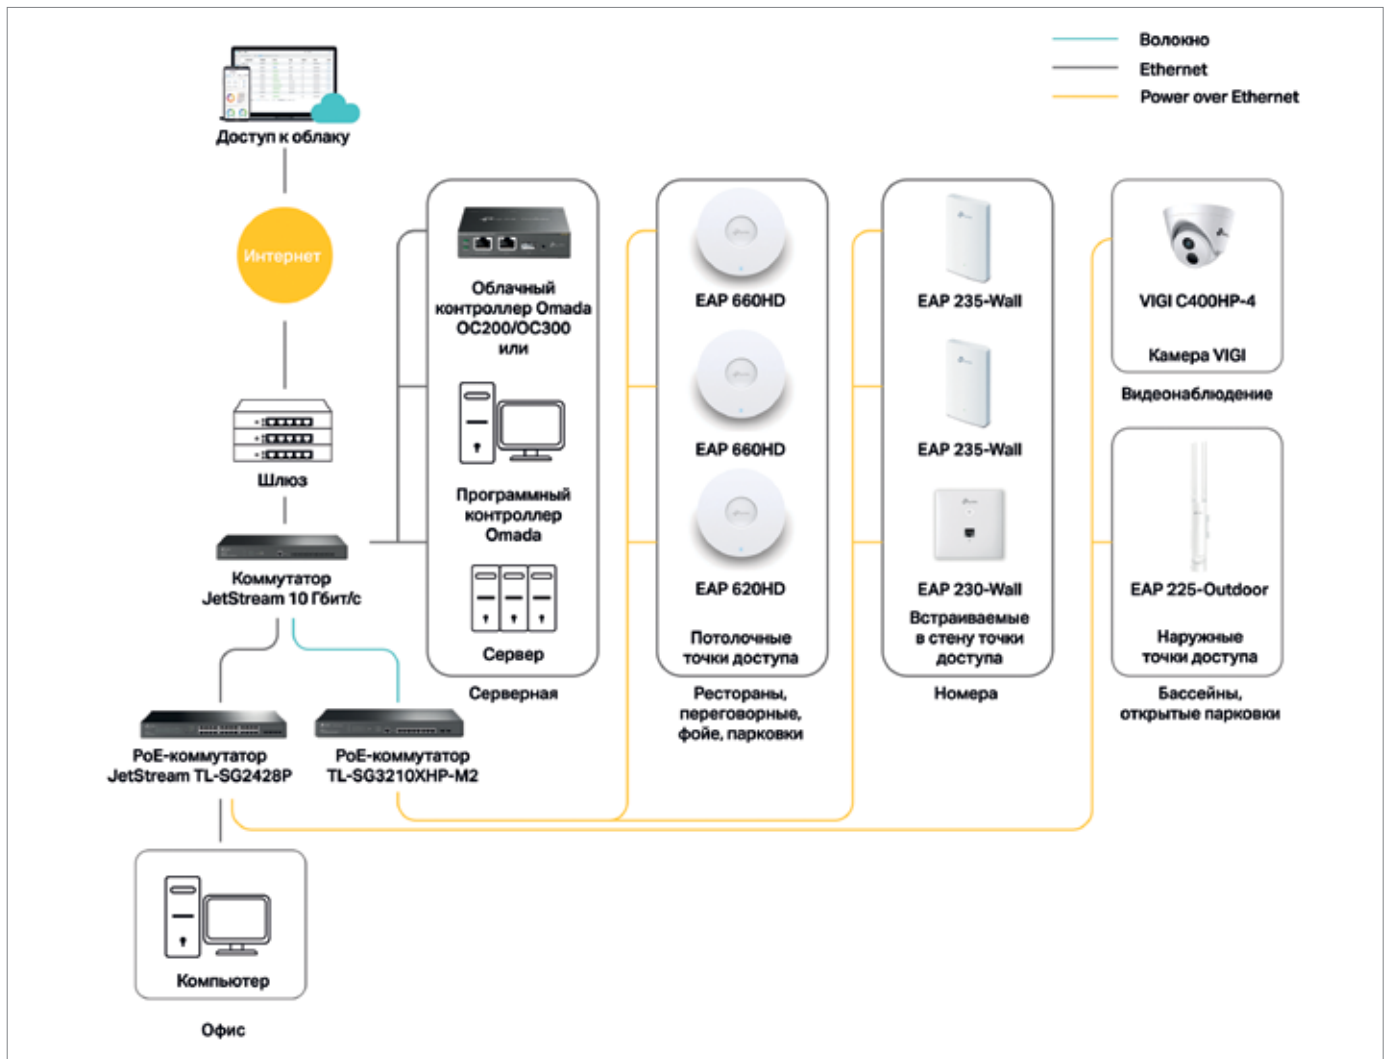 Волокно
Ethernet
Power over Ethernet
Доступ к облаку
Интернет
Шлюз
Коммутатор
JetStream 10 Гбит/с
PoE-коммутатор
JetStream TL-SG2428P
PoE-коммутатор
TL-SG3210XHP-M2
Компьютер
Офис
Облачный
контроллер Omada
OC200/OC300
или
Программный
контроллер
Omada
Сервер
Серверная
EAP 660HD
EAP 660HD
EAP 620HD
Потолочные
точки доступа
Рестораны,
переговорные,
фойе, парковки
EAP 235-Wall
EAP 235-Wall
EAP 230-Wall
Встраиваемые
в стену точки
доступа
Номера
VIGI C400HP-4
Камера VIGI
Видеонаблюдение
EAP 225-Outdoor
Наружные
точки доступа
Бассейны,
открытые парковки